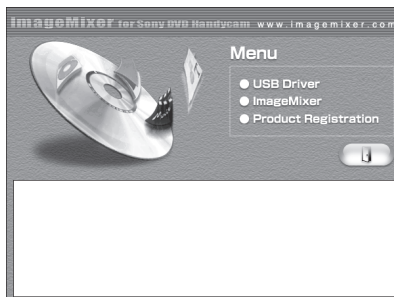 ImageMixer for Sony DVD Handycam www.imagemixer.com
Menu
USB Driver
ImageMixer
Product Registration